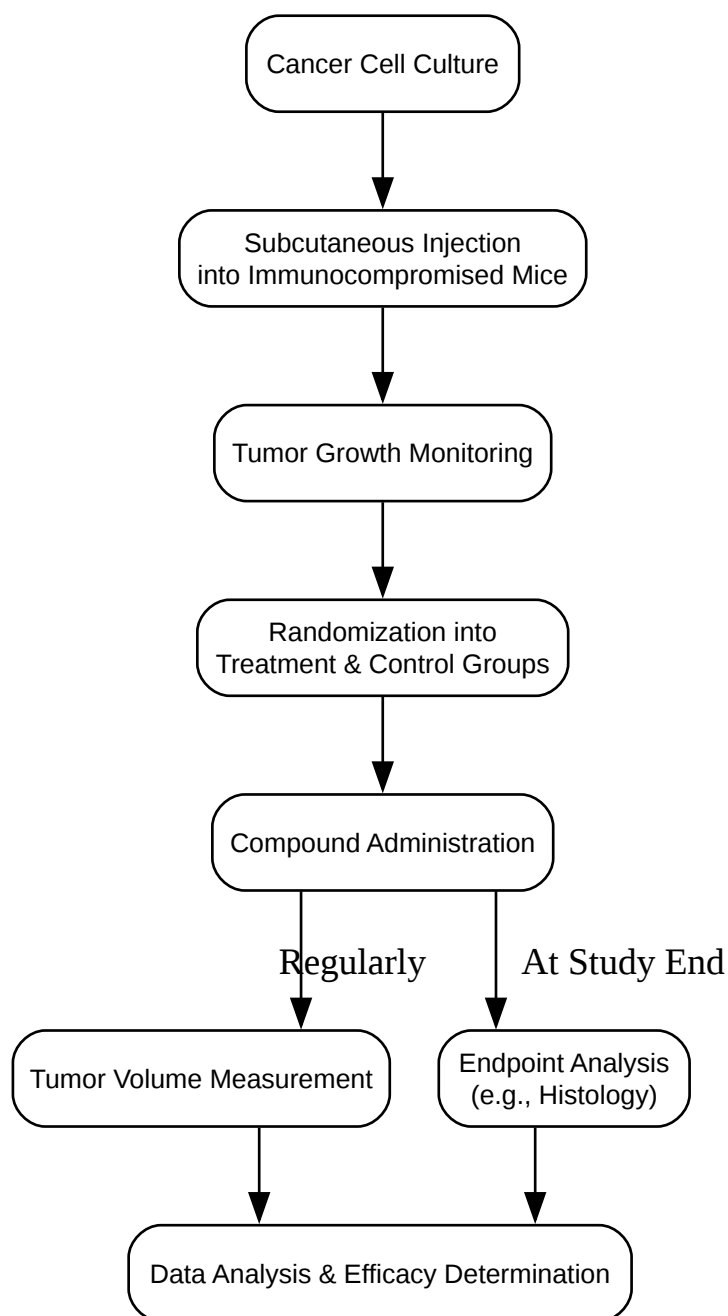 Cancer Cell Culture
Subcutaneous Injection
into Immunocompromised Mice
Tumor Growth Monitoring
Randomization into
Treatment & Control Groups
Compound Administration
Regularly
At Study End
Tumor Volume Measurement
Endpoint Analysis
(e.g., Histology)
Data Analysis & Efficacy Determination